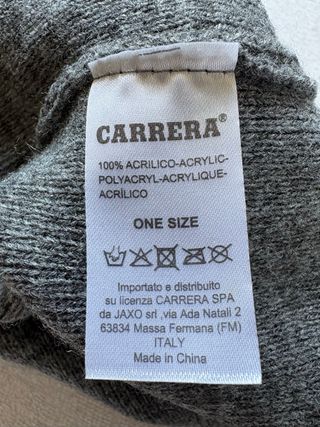 CARRERA®
100% ACRILICO-ACRYLIC-
POLYACRYL-ACRYLIQUE-
ACRÍLICO
ONE SIZE
Importato e distribuito
su licenza CARRERA SPA
da JAXO srl ,via Ada Natali 2
63834 Massa Fermana (FM)
ITALY
Made in China